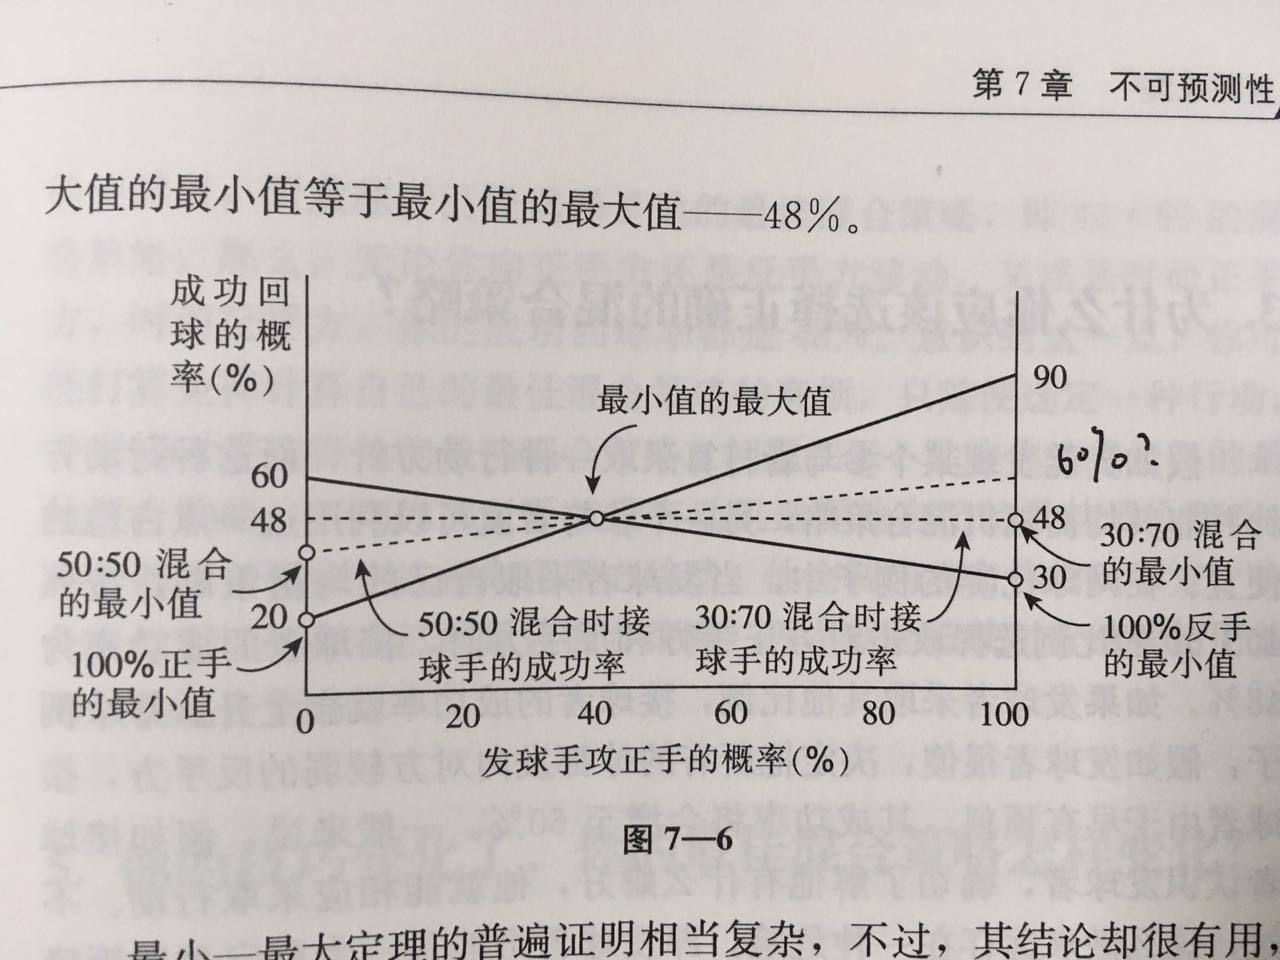 第7章 不可预测性
大值的最小值等于最小值的最大值——48%。
成功回
球的概
率(%)
最小值的最大值
90
60%?
60
48
48
50:50 混合
的最小值
30:70 混合
的最小值
20
30
50:50 混合时接
球手的成功率
30:70 混合时接
球手的成功率
100%正手
的最小值
100%反手
的最小值
0 20 40 60 80 100
发球手攻正手的概率(%)
图 7—6
最小—最大定理的普遍证明相当复杂，不过，其结论却很有用，